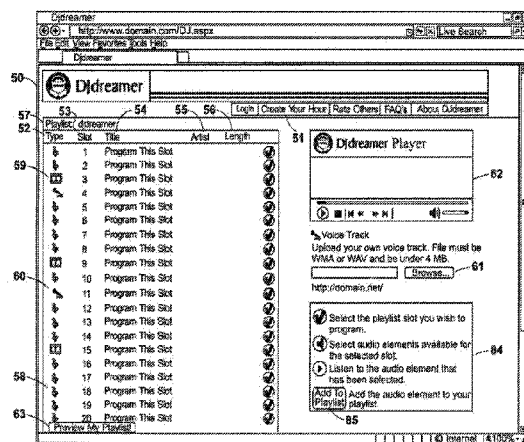 Djdreamer
http://www.domain.com/DJ.aspx
Live Search
File Edit View Favorites Tools Help
Djdreamer
50
Djdreamer
Login Create Your Hour Rate Others FAQ's About DJdreamer
57 53 54 55 56 51
Playlist: djdreamer
52
Type Slot Title Artist Length
1 Program This Slot
2 Program This Slot
59
3 Program This Slot
4 Program This Slot
5 Program This Slot
6 Program This Slot
7 Program This Slot
8 Program This Slot
9 Program This Slot
10 Program This Slot
60
11 Program This Slot
12 Program This Slot
13 Program This Slot
14 Program This Slot
15 Program This Slot
16 Program This Slot
17 Program This Slot
58
18 Program This Slot
19 Program This Slot
20 Program This Slot
63
Preview My Playlist
Djdreamer Player
62
Voice Track
Upload your own voice track. File must be
WMA or WAV and be under 4 MB.
Browse... 61
http://domain.net/
Select the playlist slot you wish to
program.
Select audio elements available for
the selected slot.
64
Listen to the audio element that
has been selected.
Add To
Playlist
Add the audio element to your
playlist
65
Internet 100%